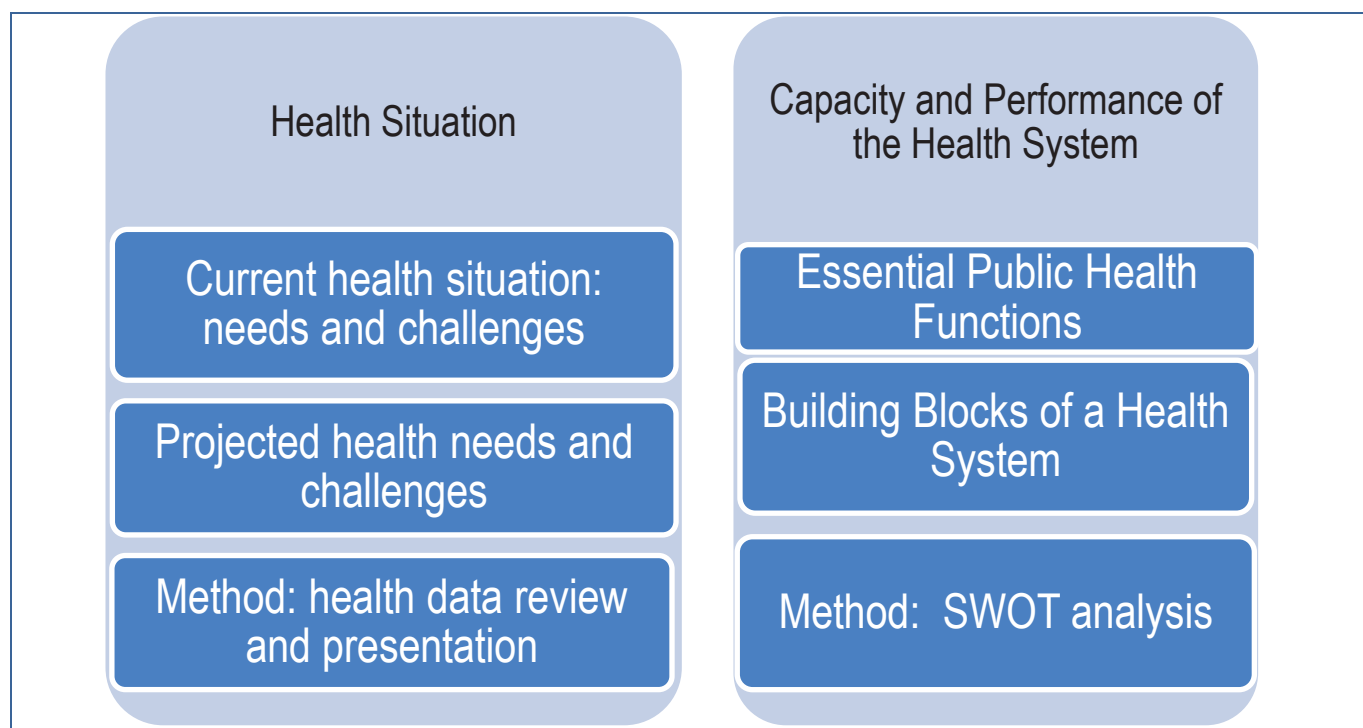 Health Situation
Current health situation:
needs and challenges
Projected health needs and
challenges
Method: health data review
and presentation
Capacity and Performance of
the Health System
Essential Public Health
Functions
Building Blocks of a Health
System
Method:  SWOT analysis